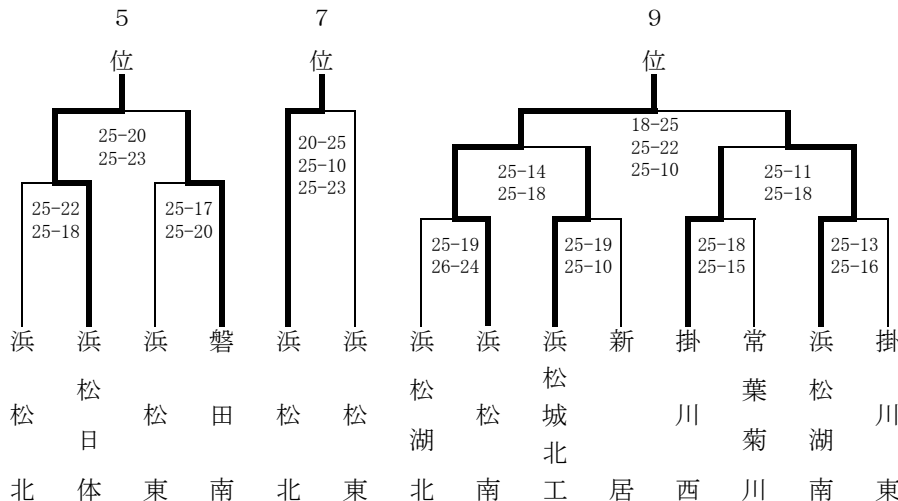 5位
7位
9位
25-20
25-23
20-25
25-10
25-23
18-25
25-22
25-10
25-14
25-18
25-11
25-18
25-22
25-18
25-17
25-20
25-19
26-24
25-19
25-10
25-18
25-15
25-13
25-16
浜松北
浜松日体
浜松東
磐田南
浜松北
浜松東
浜松湖北
浜松南
浜松城北工
新居
掛川西
常葉菊川
浜松湖南
掛川東